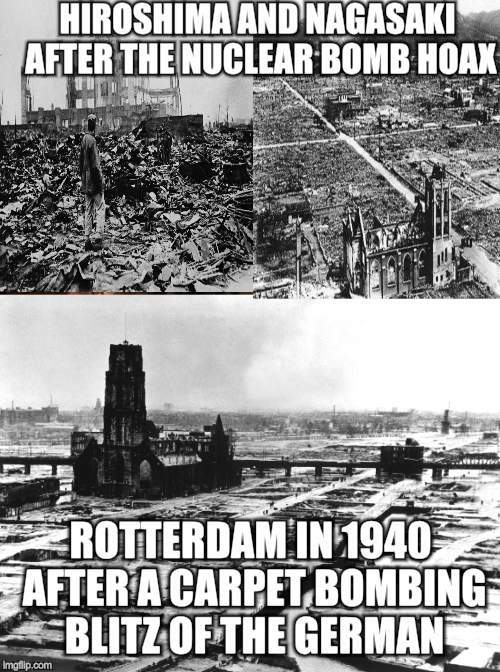 HIROSHIMA AND NAGASAKI
AFTER THE NUCLEAR BOMB HOAX
ROTTERDAM IN 1940
AFTER A CARPET BOMBING
BLITZ OF THE GERMAN
imgflip.com